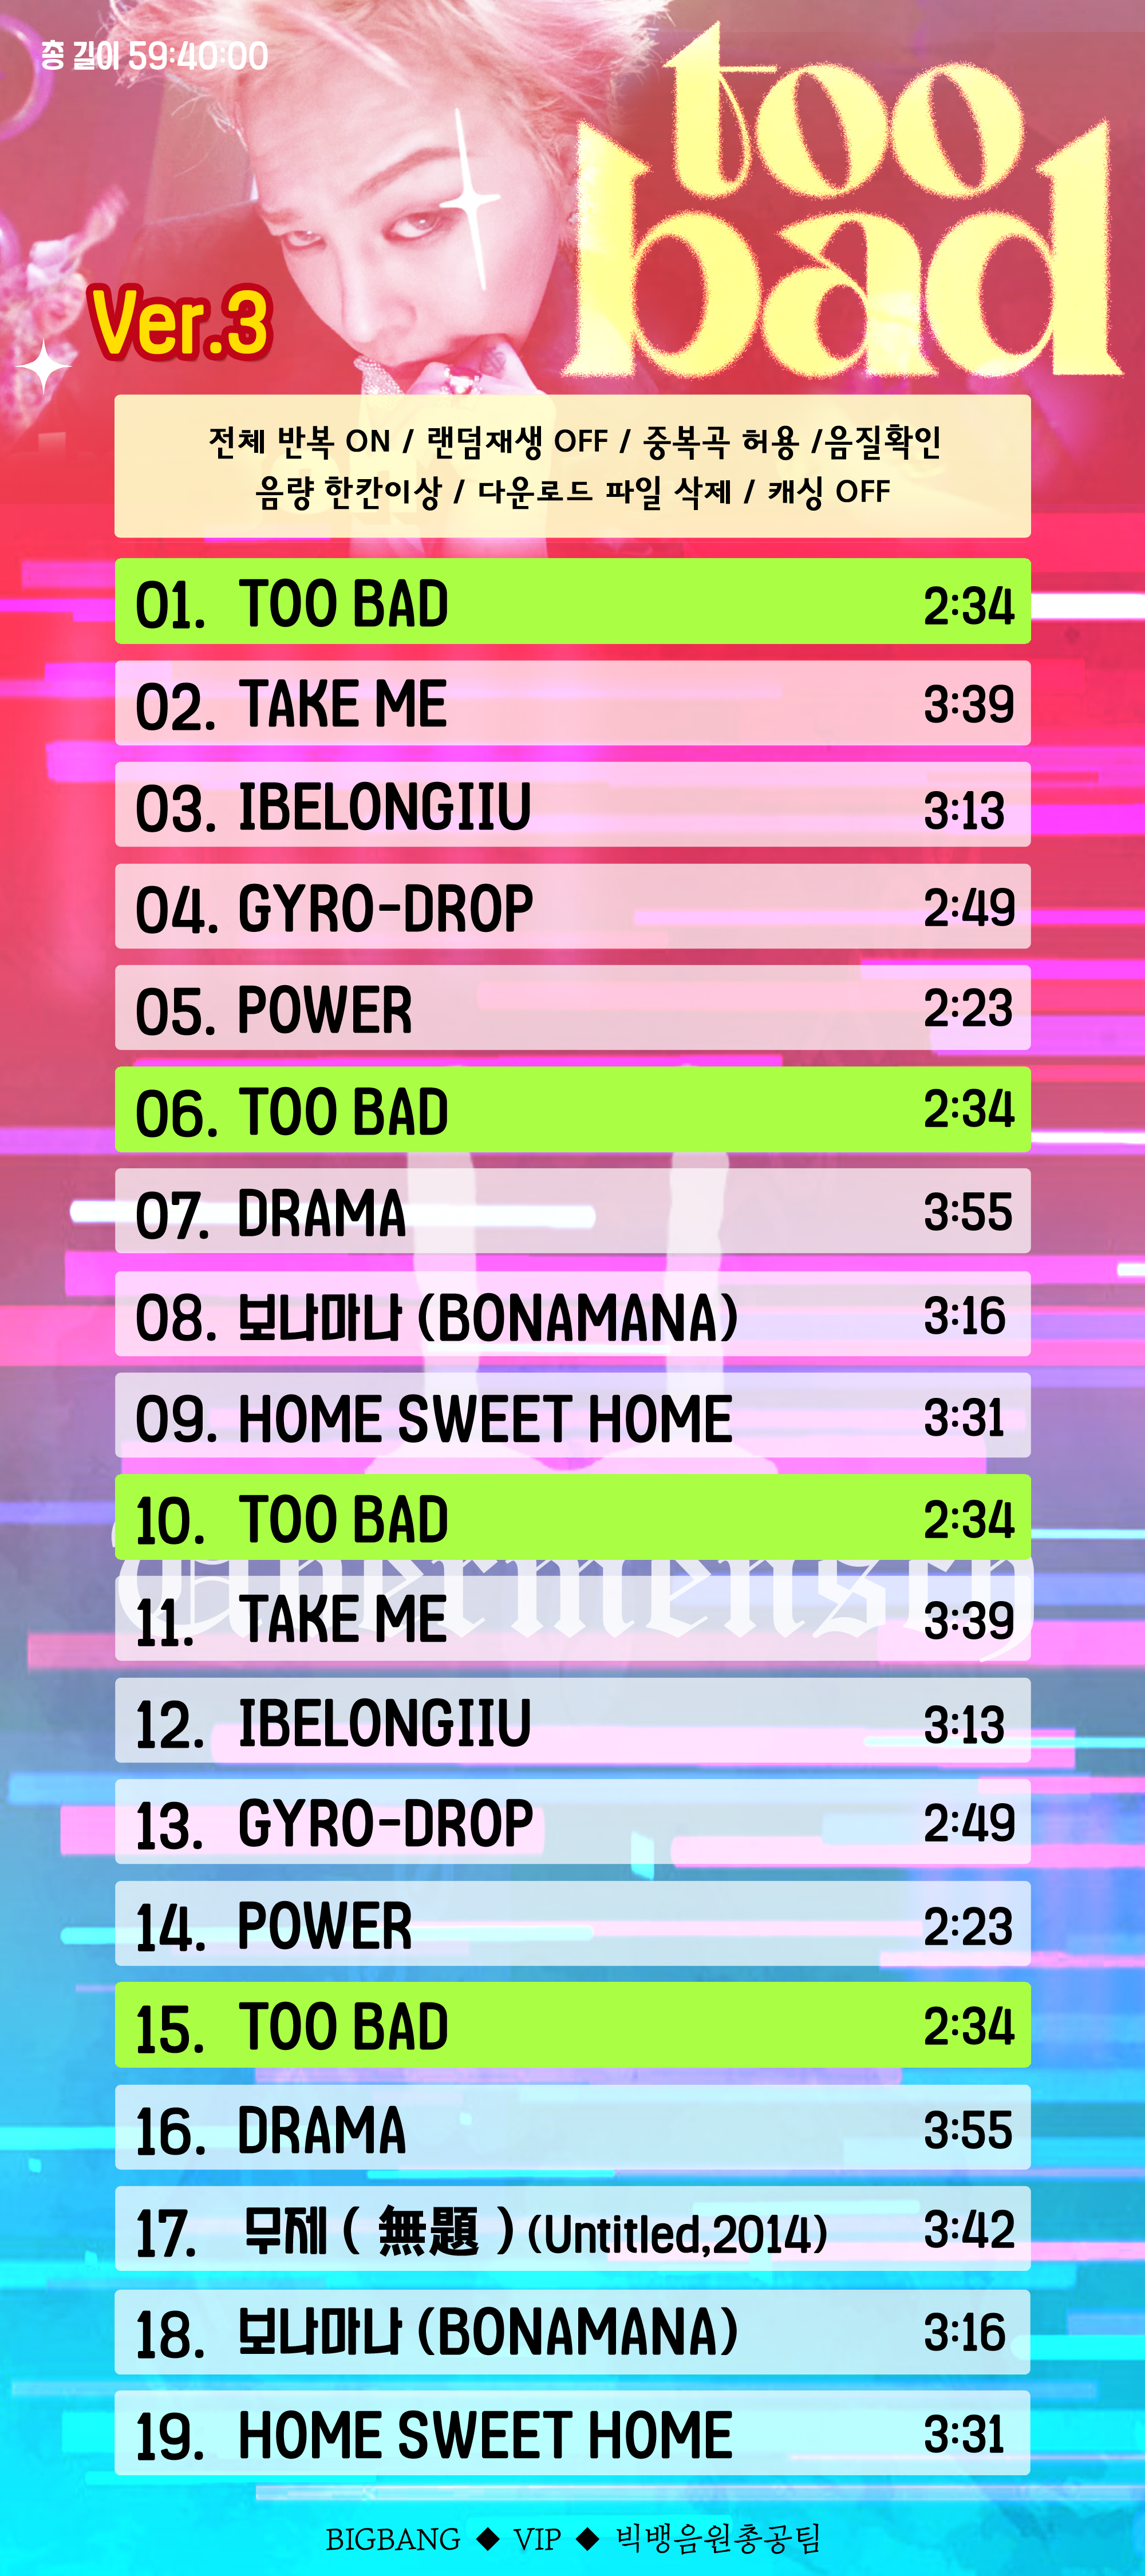 총 길이 59:40:00
too
bad
Ver.3
전체 반복 ON / 랜덤재생 OFF / 중복곡 허용 /음질확인
음량 한칸이상 / 다운로드 파일 삭제 / 캐싱 OFF
01. TOO BAD 2:34
02. TAKE ME 3:39
03. IBELONGIIU 3:13
04. GYRO-DROP 2:49
05. POWER 2:23
06. TOO BAD 2:34
07. DRAMA 3:55
08. 보나마나 (BONAMANA) 3:16
09. HOME SWEET HOME 3:31
10. TOO BAD 2:34
Übermensch
11. TAKE ME 3:39
12. IBELONGIIU 3:13
13. GYRO-DROP 2:49
14. POWER 2:23
15. TOO BAD 2:34
16. DRAMA 3:55
17. 무제 ( 無題 ) (Untitled,2014) 3:42
18. 보나마나 (BONAMANA) 3:16
19. HOME SWEET HOME 3:31
BIGBANG ◆ VIP ◆ 빅뱅음원총공팀